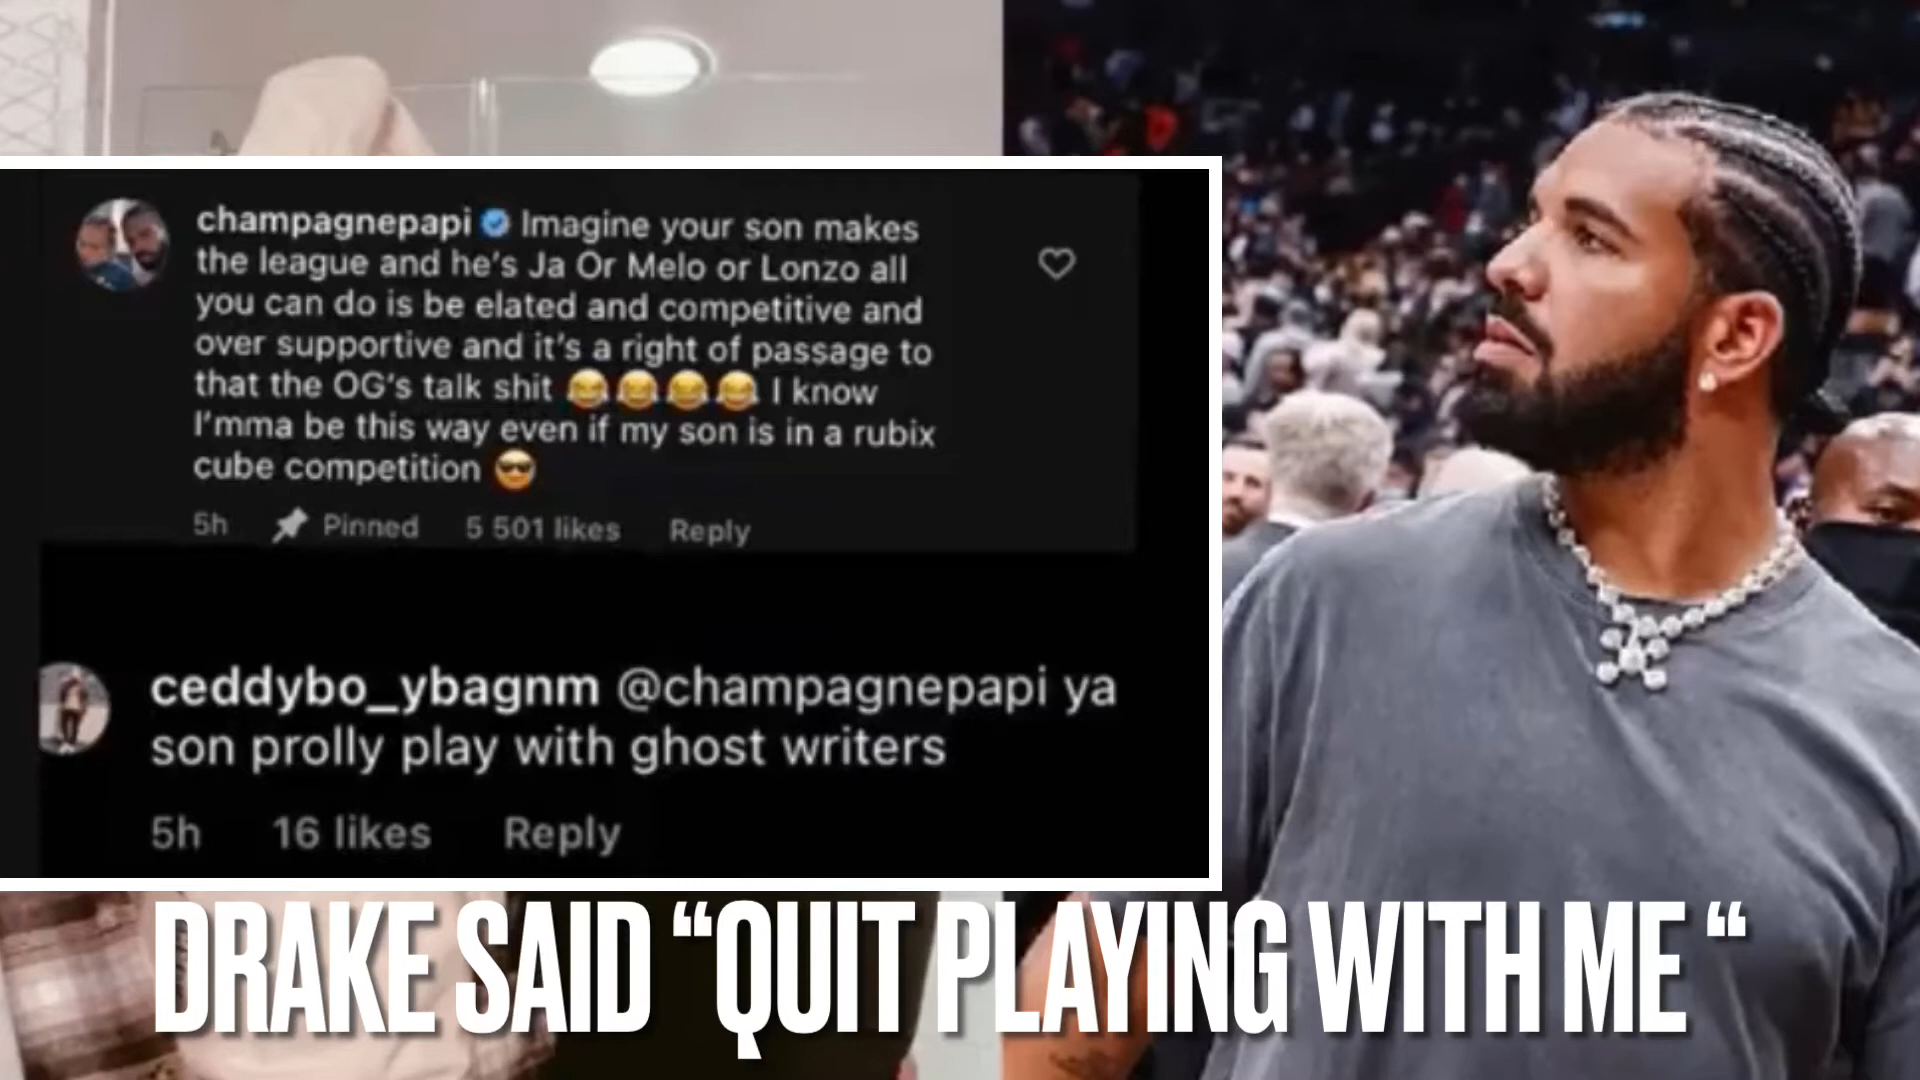 champagnepapi Imagine your son makes
the league and he's Ja Or Melo or Lonzo all
you can do is be elated and competitive and
over supportive and it's a right of passage to
that the OG's talk shit 😂😂😂😂 I know
I'mma be this way even if my son is in a rubix
cube competition 😎
5h Pinned 5 501 likes Reply
ceddybo_ybagnm @champagnepapi ya
son prolly play with ghost writers
5h 16 likes Reply
DRAKE SAID “QUIT PLAYING WITH ME “